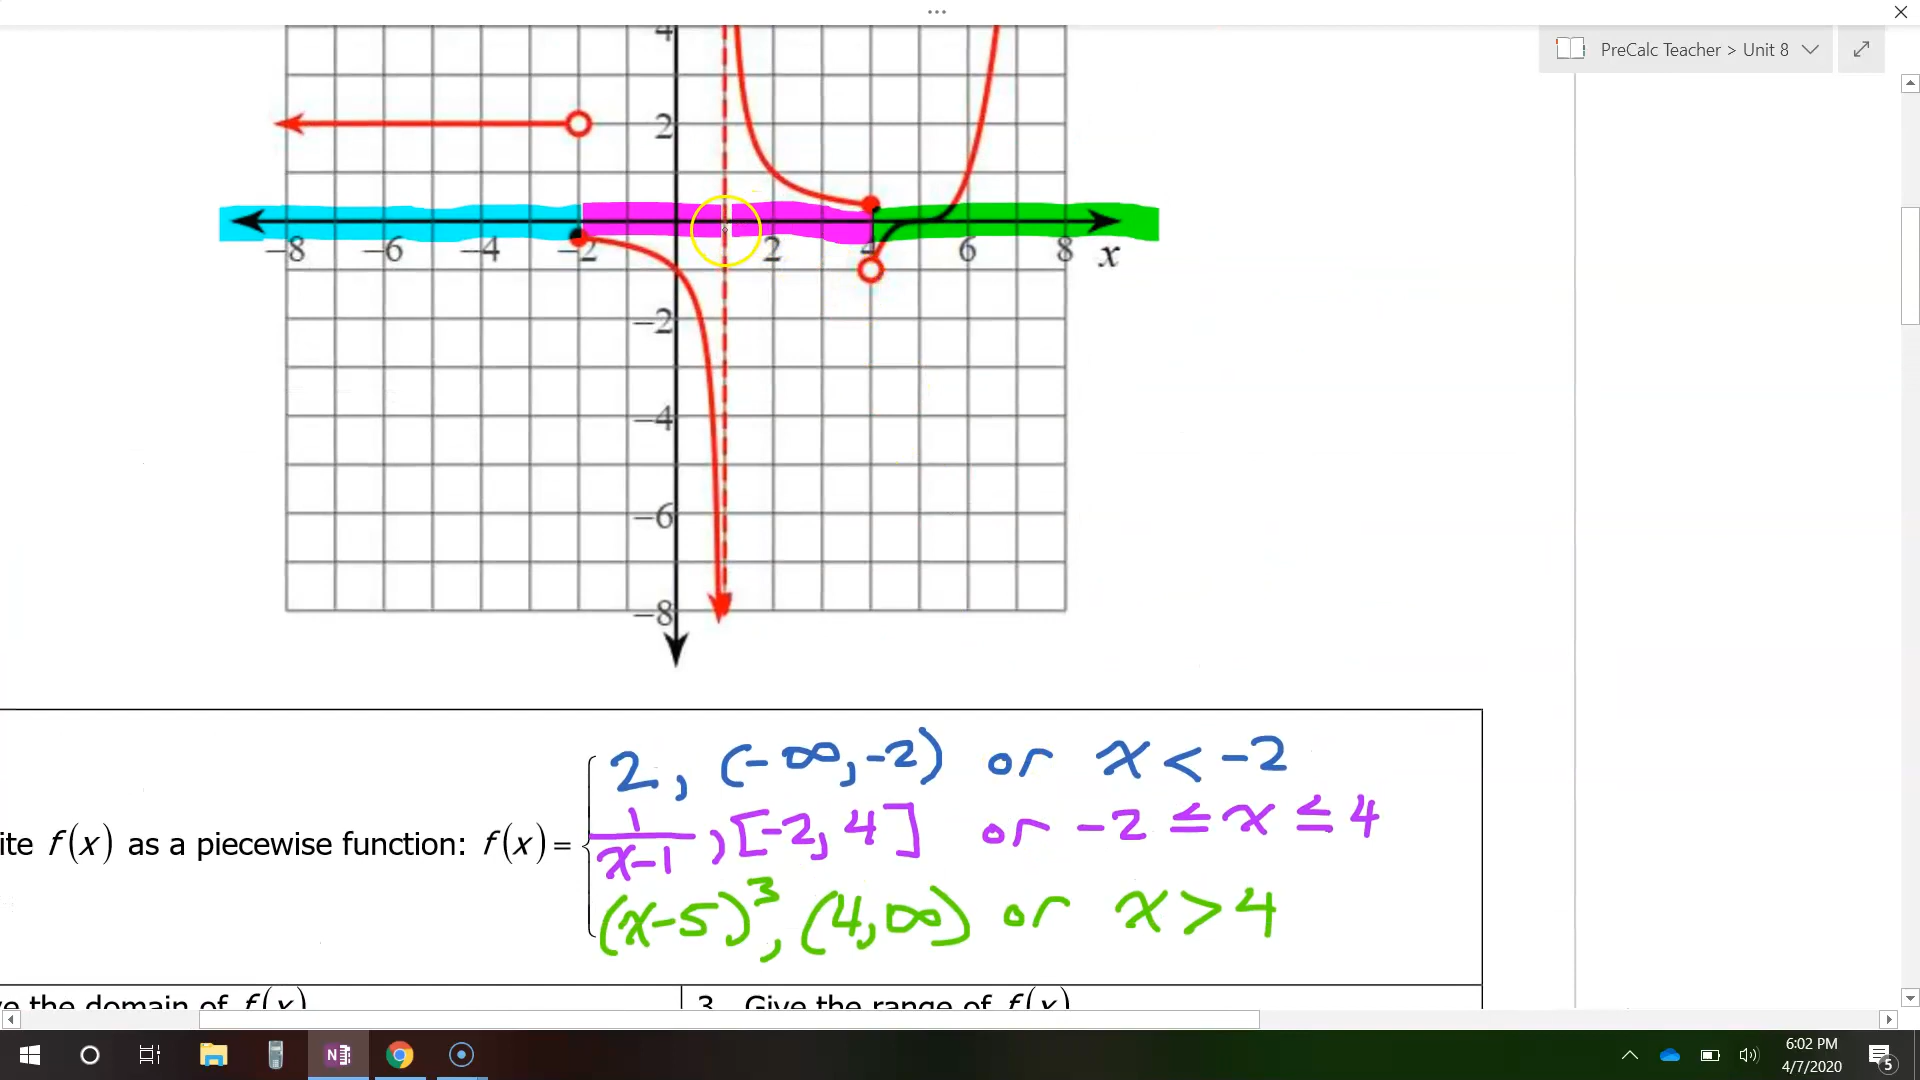 PreCalc Teacher > Unit 8
4
2
-8 -6 -4 -2 2 4 6 8 x
-2
-4
-6
-8
2, (-∞, -2) or x < -2
1/(x-1), [-2, 4] or -2 ≤ x ≤ 4
ite f(x) as a piecewise function: f(x) =
(x-5)³, (4, ∞) or x > 4
e the domain of f(x) 3. Give the range of f(x)
6:02 PM
4/7/2020
5